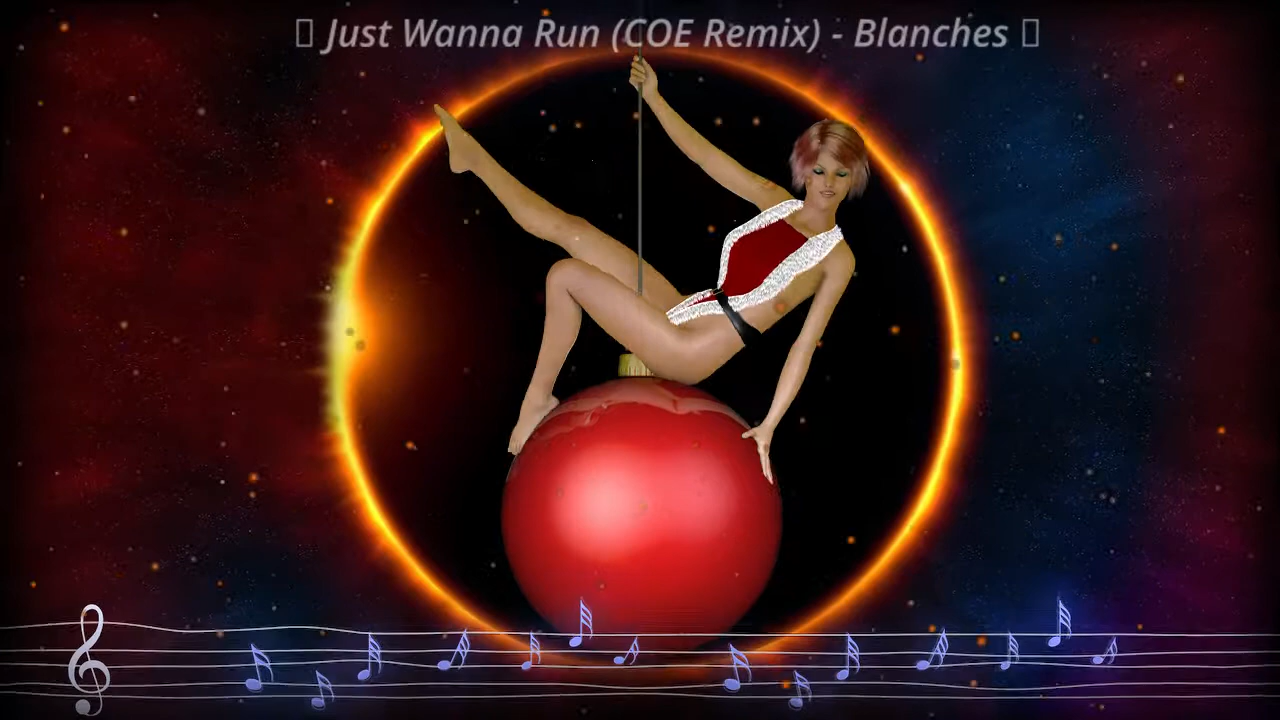 ▯ Just Wanna Run (COE Remix) - Blanches ▯